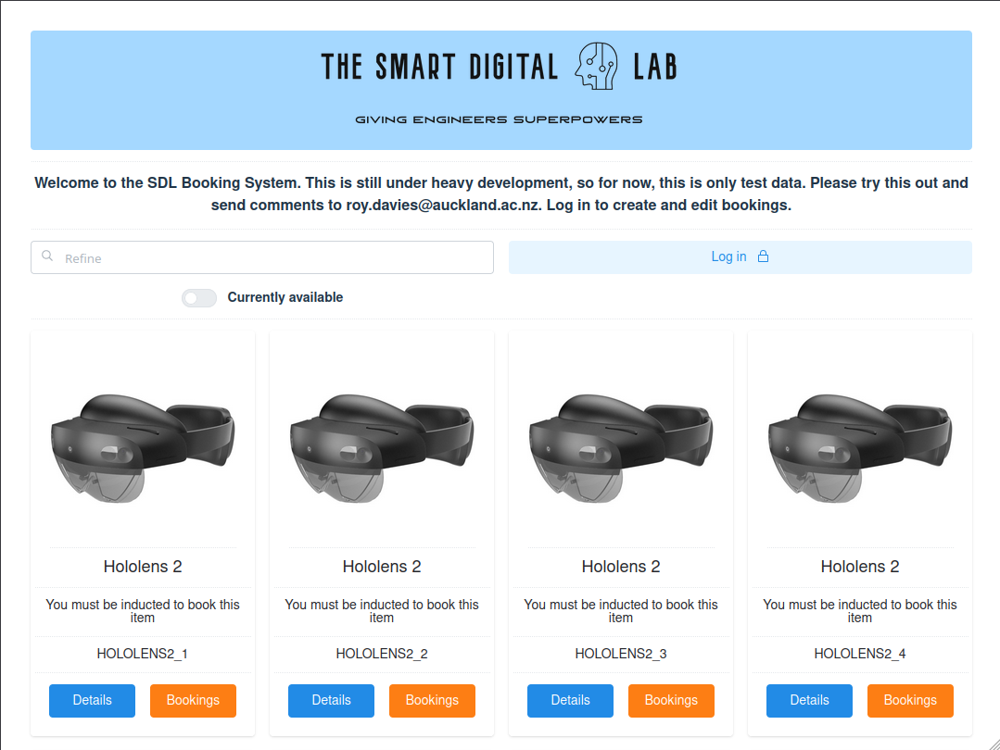 THE SMART DIGITAL LAB
GIVING ENGINEERS SUPERPOWERS
Welcome to the SDL Booking System. This is still under heavy development, so for now, this is only test data. Please try this out and
send comments to roy.davies@auckland.ac.nz. Log in to create and edit bookings.
Refine
Log in
Currently available
Hololens 2
You must be inducted to book this
item
HOLOLENS2_1
Details Bookings
Hololens 2
You must be inducted to book this
item
HOLOLENS2_2
Details Bookings
Hololens 2
You must be inducted to book this
item
HOLOLENS2_3
Details Bookings
Hololens 2
You must be inducted to book this
item
HOLOLENS2_4
Details Bookings